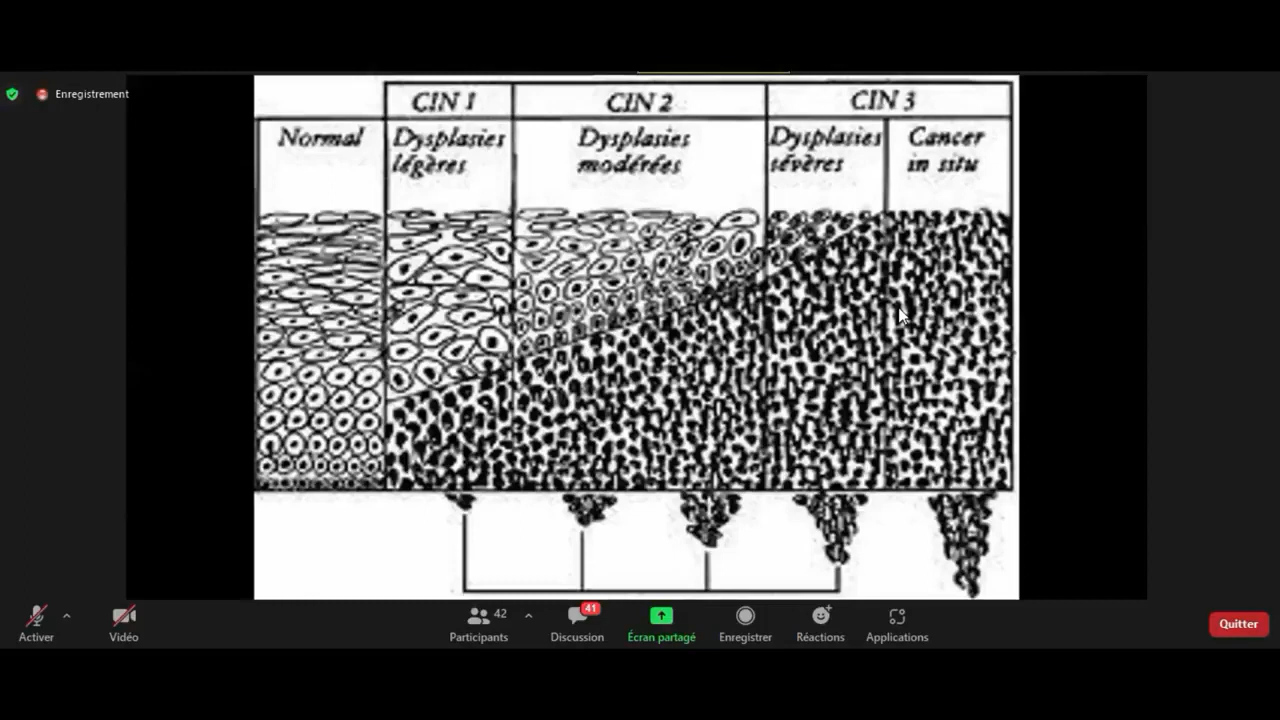 Enregistrement
CIN 1
CIN 2
CIN 3
Normal
Dysplasies
légères
Dysplasies
modérées
Dysplasies
sévères
Cancer
in situ
Activer
Vidéo
42
Participants
41
Discussion
Écran partagé
Enregistrer
Réactions
Applications
Quitter